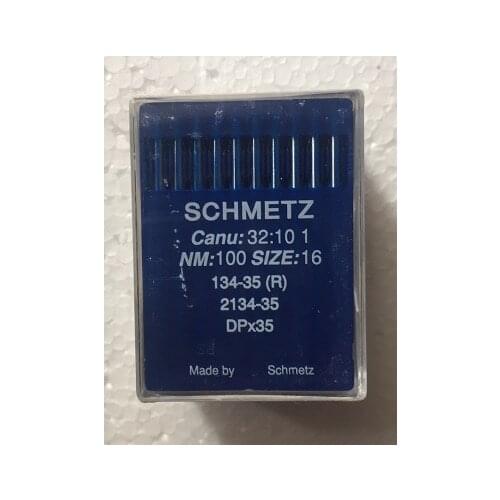 SCHMETZ
Canu: 32:10 1
NM:100 SIZE:16
134-35 (R)
2134-35
DPx35
Made by Schmetz